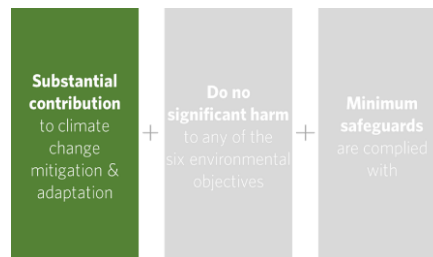 Substantial
contribution
to climate
change
mitigation &
adaptation
+
Do no
significant harm
to any of the
six environmental
objectives
+
Minimum
safeguards
are complied
with